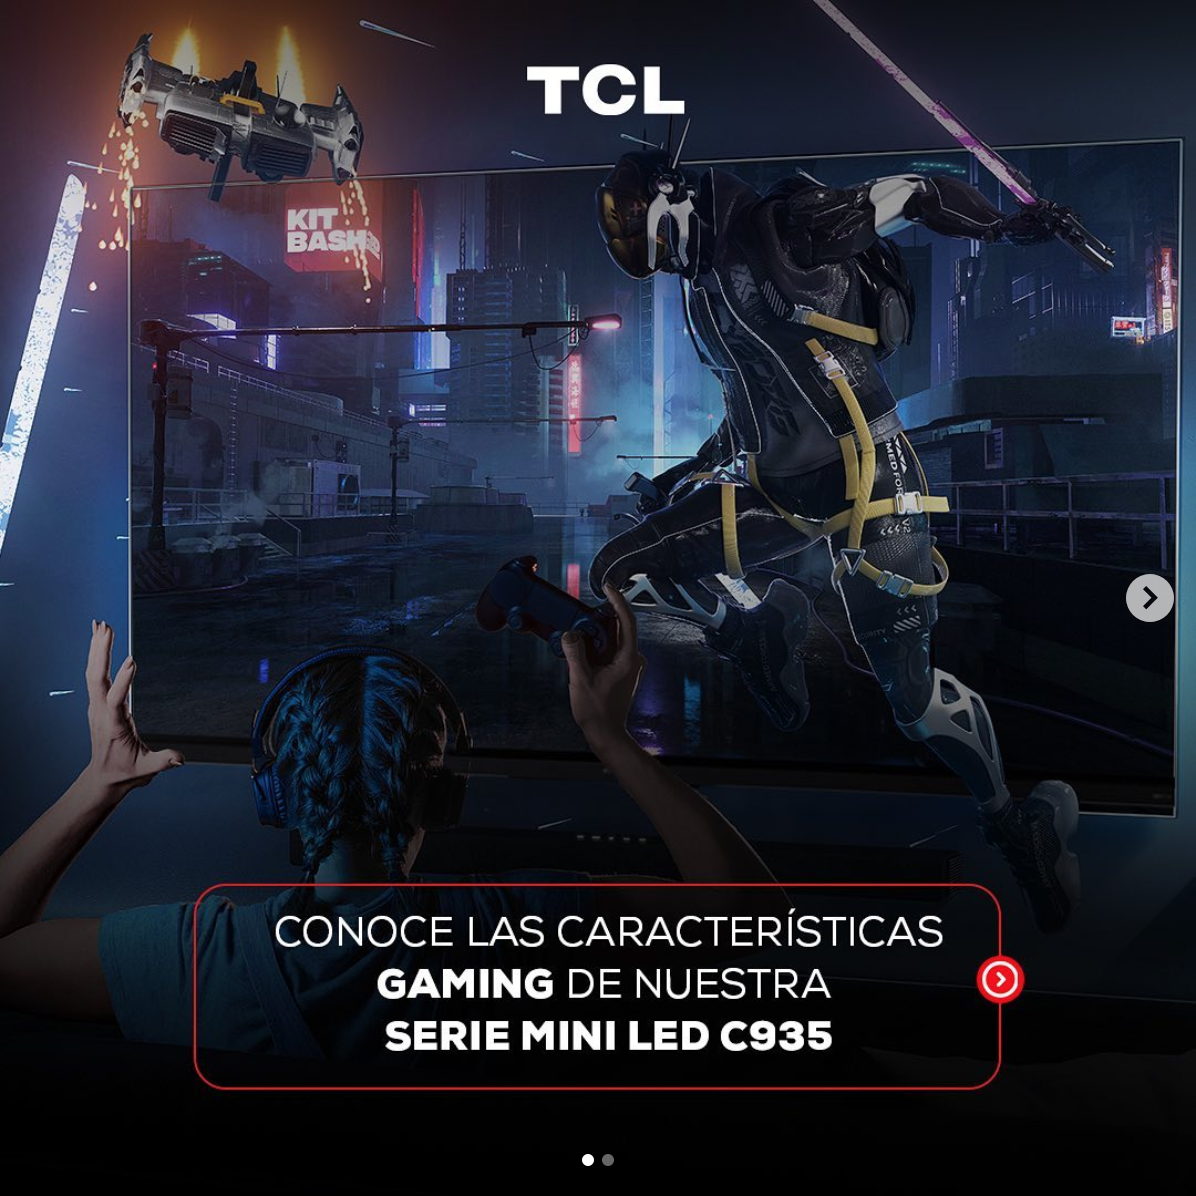 TCL
KIT
BASH
CONOCE LAS CARACTERÍSTICAS
GAMING DE NUESTRA
SERIE MINI LED C935